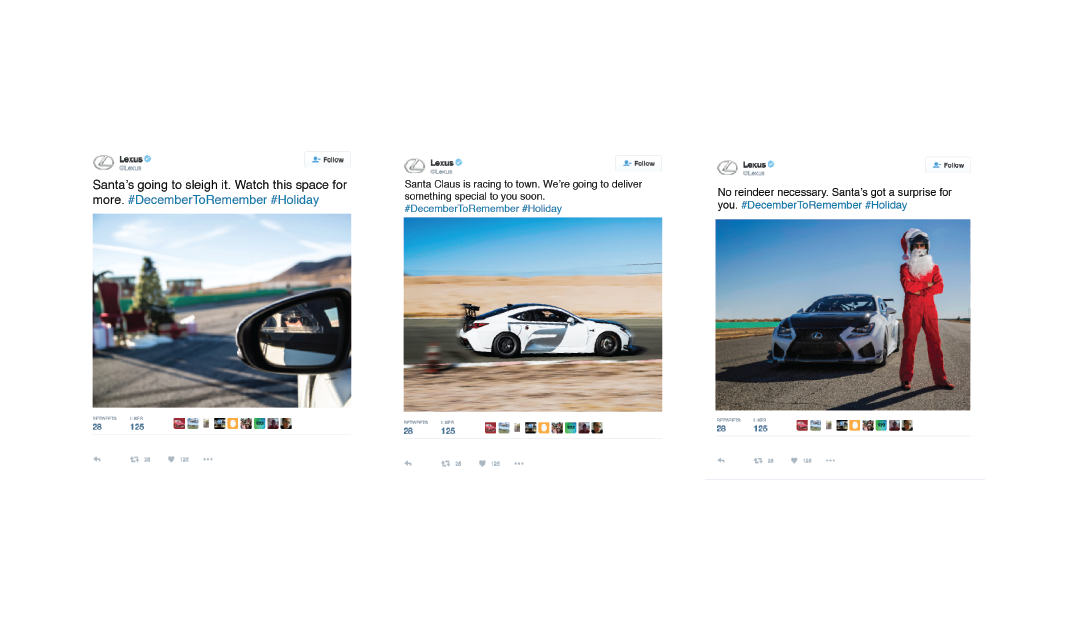 Lexus
@Lexus
Follow
Santa's going to sleigh it. Watch this space for
more. #DecemberToRemember #Holiday
RETWEETS LIKES
28 125
28 125
Lexus
@Lexus
Follow
Santa Claus is racing to town. We're going to deliver
something special to you soon.
#DecemberToRemember #Holiday
RETWEETS LIKES
28 125
28 125
Lexus
@Lexus
Follow
No reindeer necessary. Santa's got a surprise for
you. #DecemberToRemember #Holiday
RETWEETS LIKES
28 125
28 125